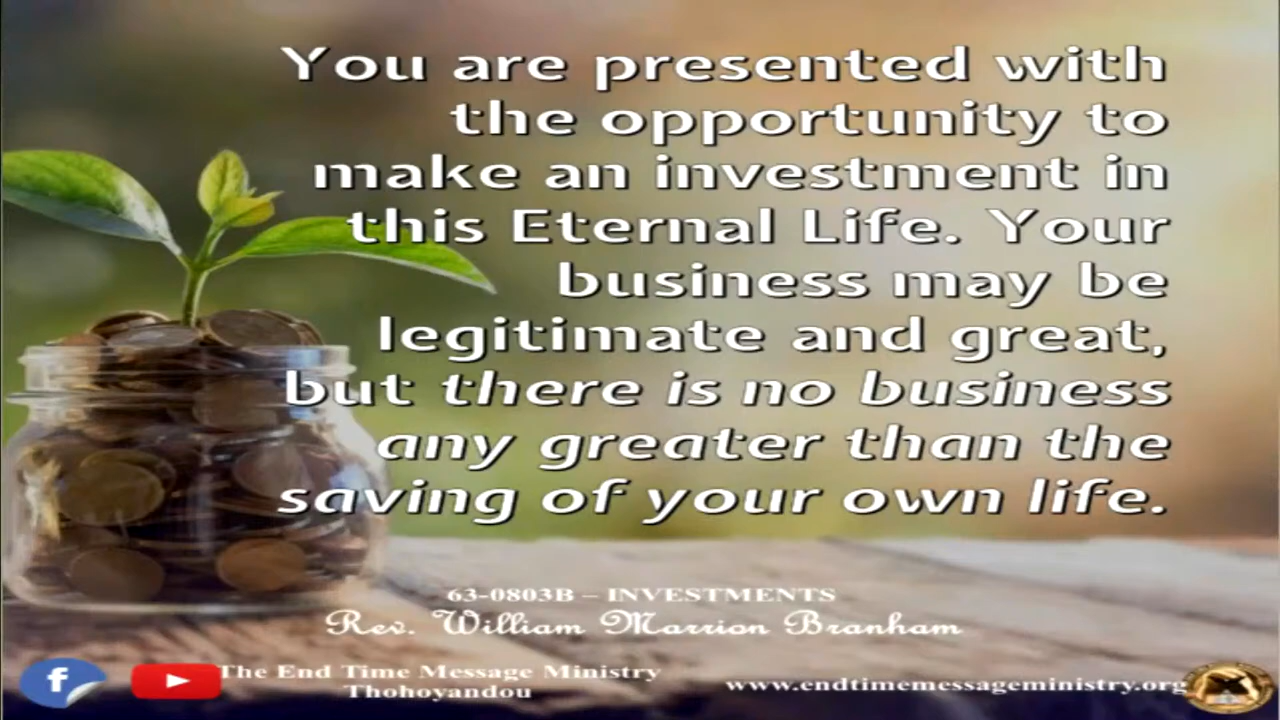 You are presented with
the opportunity to
make an investment in
this Eternal Life. Your
business may be
legitimate and great,
but there is no business
any greater than the
saving of your own life.
63-0803B – INVESTMENTS
Rev. William Marrion Branham
The End Time Message Ministry
Thohoyandou
www.endtimemessageministry.org